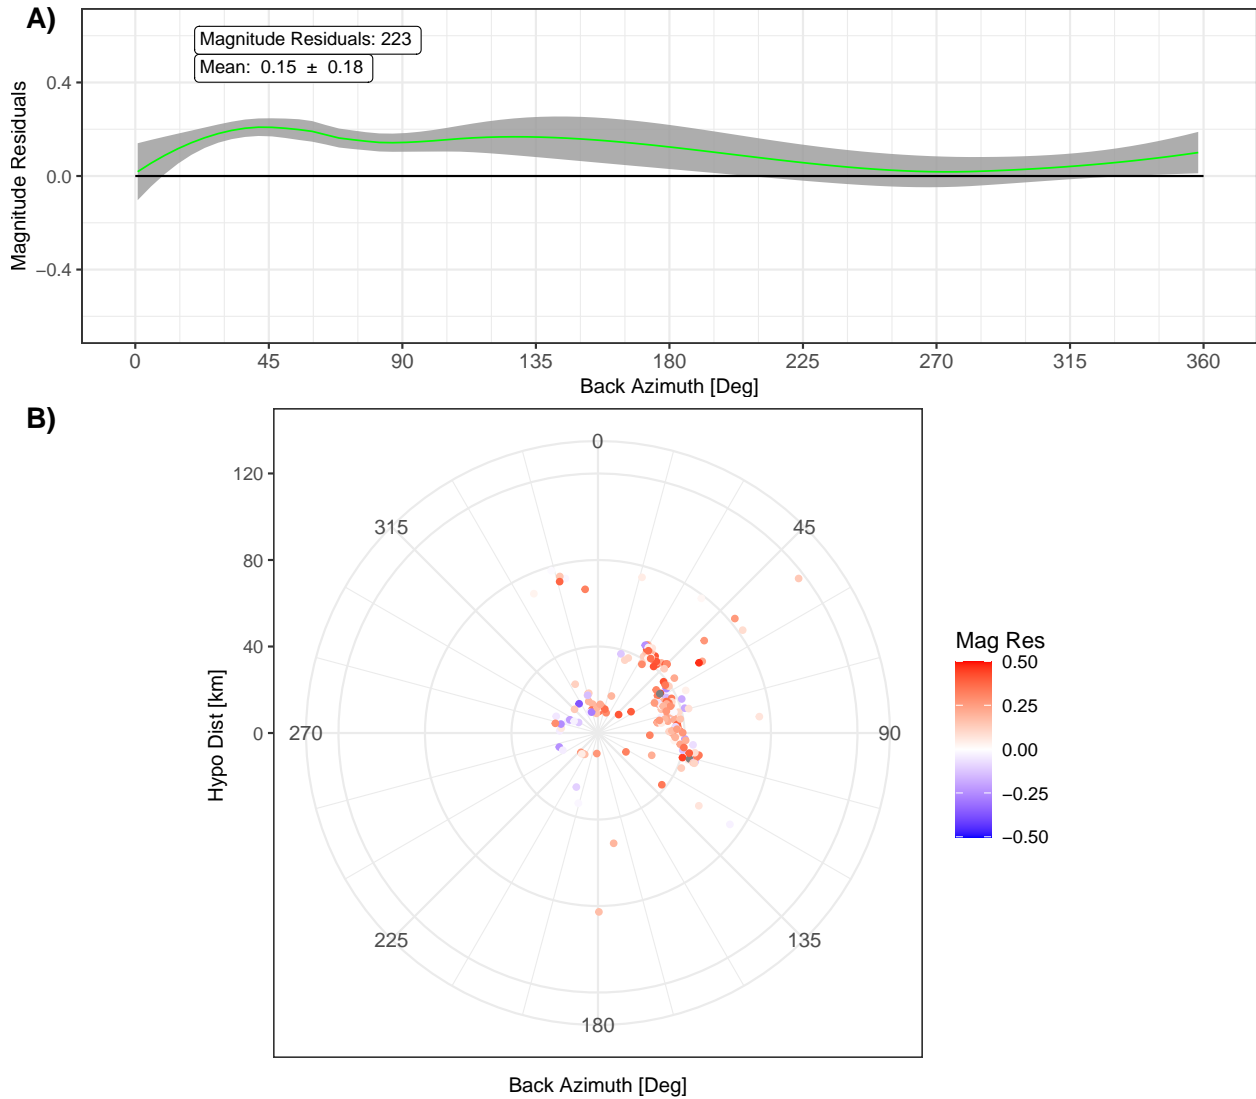 A)
Magnitude Residuals: 223
Mean:  0.15  ±  0.18
Magnitude Residuals
0.4
0.0
−0.4
0 45 90 135 180 225 270 315 360
Back Azimuth [Deg]
B)
Hypo Dist [km]
120
80
40
0
0
45
90
135
180
225
270
315
Back Azimuth [Deg]
Mag Res
0.50
0.25
0.00
−0.25
−0.50